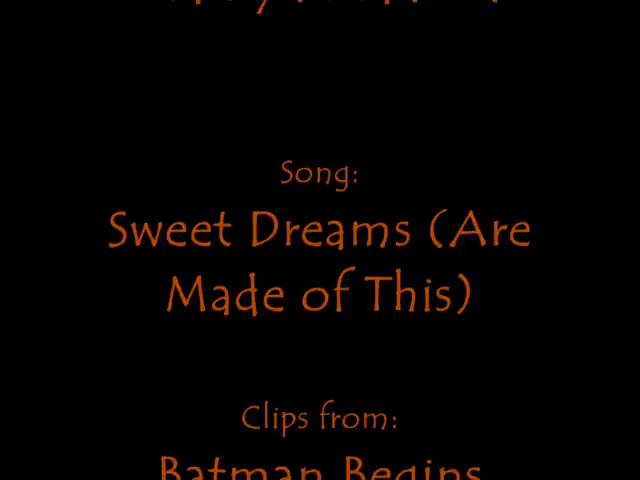 Song:
Sweet Dreams (Are
Made of This)
Clips from:
Batman Begins